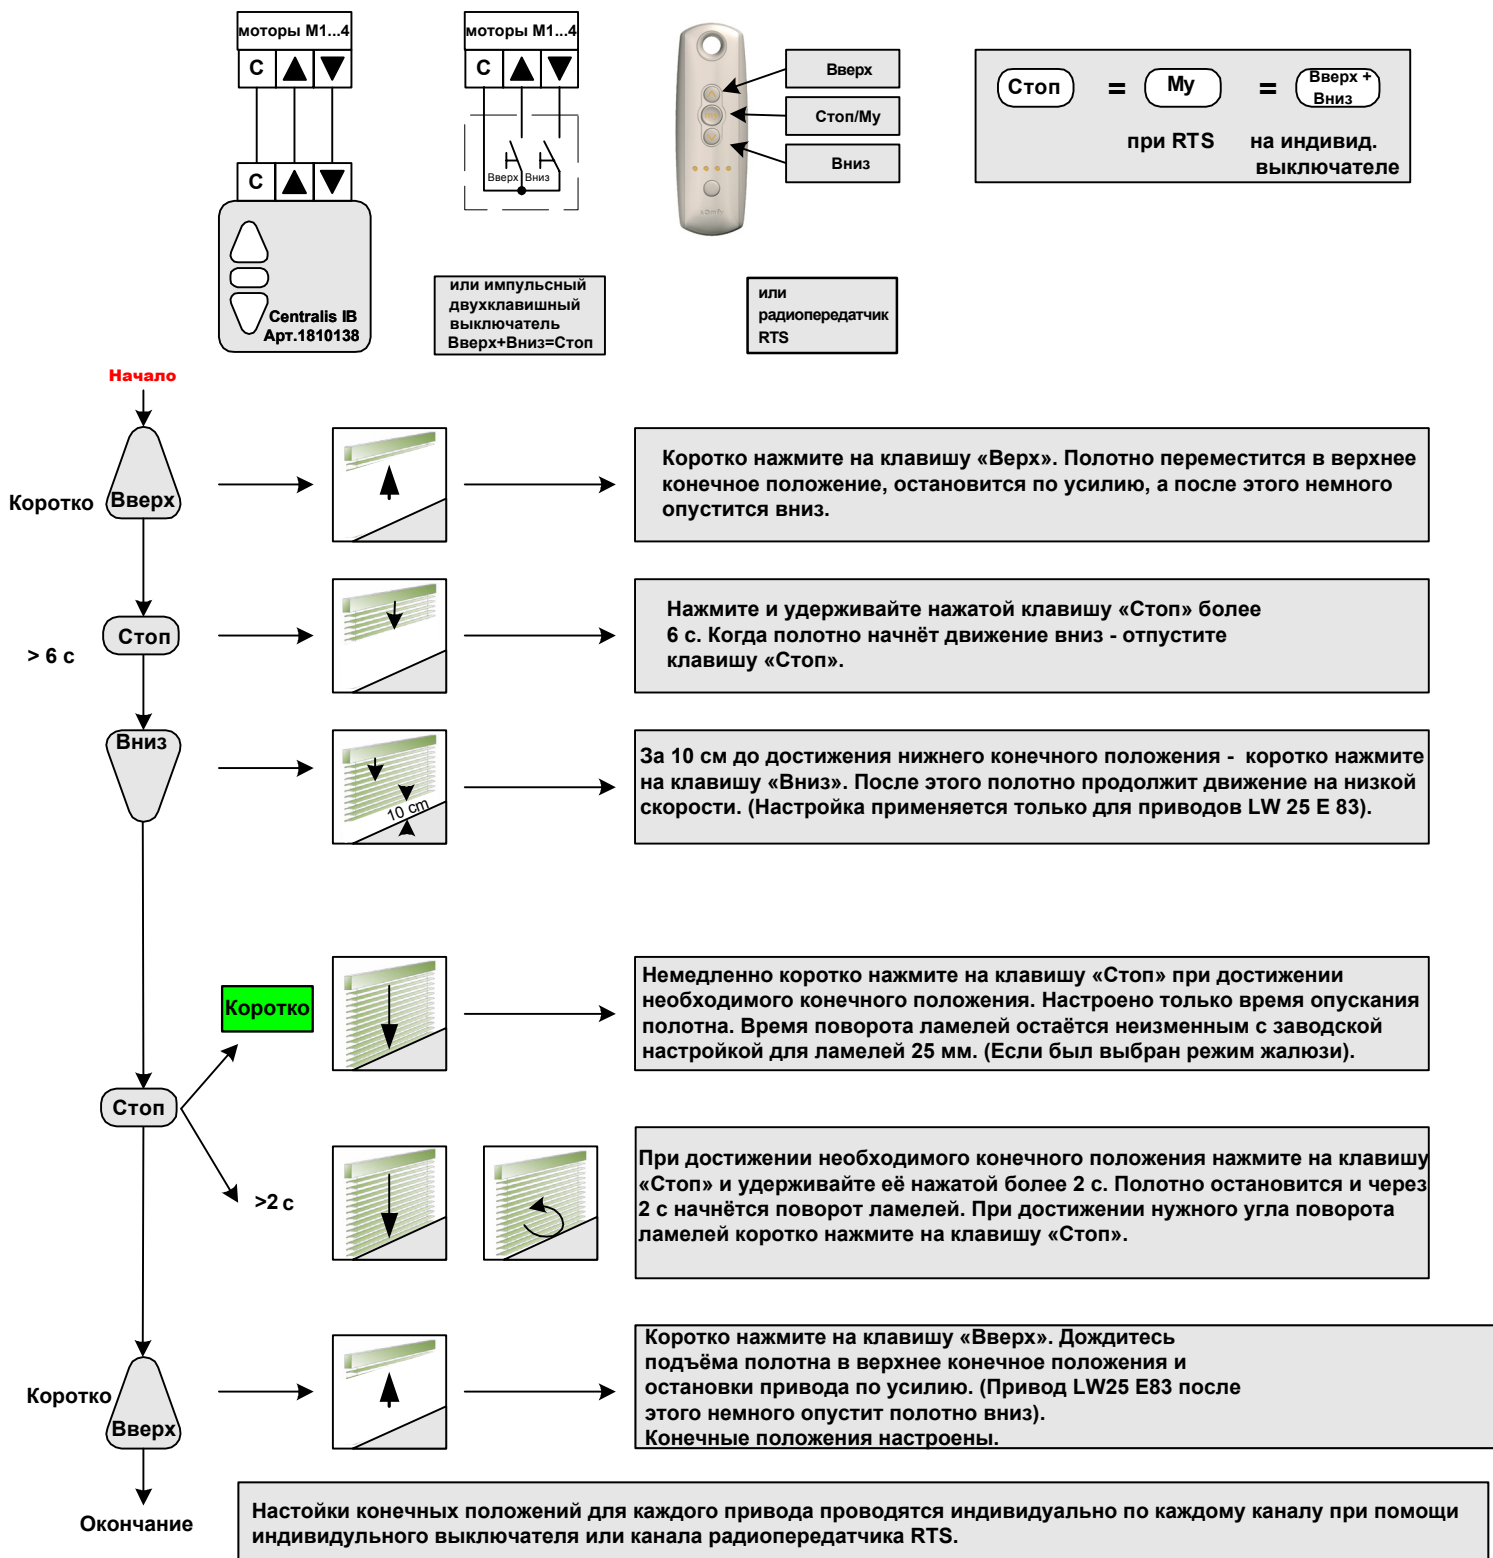 моторы M1...4
C
C
Centralis IB
Арт.1810138
моторы M1...4
C
Вверх Вниз
или импульсный
двухклавишный
выключатель
Вверх+Вниз=Стоп
somfy
Вверх
Стоп/My
Вниз
или
радиопередатчик
RTS
Стоп = My = Вверх +
Вниз
при RTS на индивид.
выключателе
Начало
Коротко
Вверх
Коротко нажмите на клавишу «Верх». Полотно переместится в верхнее
конечное положение, остановится по усилию, а после этого немного
опустится вниз.
Стоп
> 6 с
Нажмите и удерживайте нажатой клавишу «Стоп» более
6 с. Когда полотно начнёт движение вниз - отпустите
клавишу «Стоп».
Вниз
10 cm
За 10 см до достижения нижнего конечного положения - коротко нажмите
на клавишу «Вниз». После этого полотно продолжит движение на низкой
скорости. (Настройка применяется только для приводов LW 25 E 83).
Коротко
Немедленно коротко нажмите на клавишу «Стоп» при достижении
необходимого конечного положения. Настроено только время опускания
полотна. Время поворота ламелей остаётся неизменным с заводской
настройкой для ламелей 25 мм. (Если был выбран режим жалюзи).
Стоп
>2 с
При достижении необходимого конечного положения нажмите на клавишу
«Стоп» и удерживайте её нажатой более 2 с. Полотно остановится и через
2 с начнётся поворот ламелей. При достижении нужного угла поворота
ламелей коротко нажмите на клавишу «Стоп».
Коротко
Вверх
Коротко нажмите на клавишу «Вверх». Дождитесь
подъёма полотна в верхнее конечное положения и
остановки привода по усилию. (Привод LW25 E83 после
этого немного опустит полотно вниз).
Конечные положения настроены.
Окончание
Настойки конечных положений для каждого привода проводятся индивидуально по каждому каналу при помощи
индивидульного выключателя или канала радиопередатчика RTS.